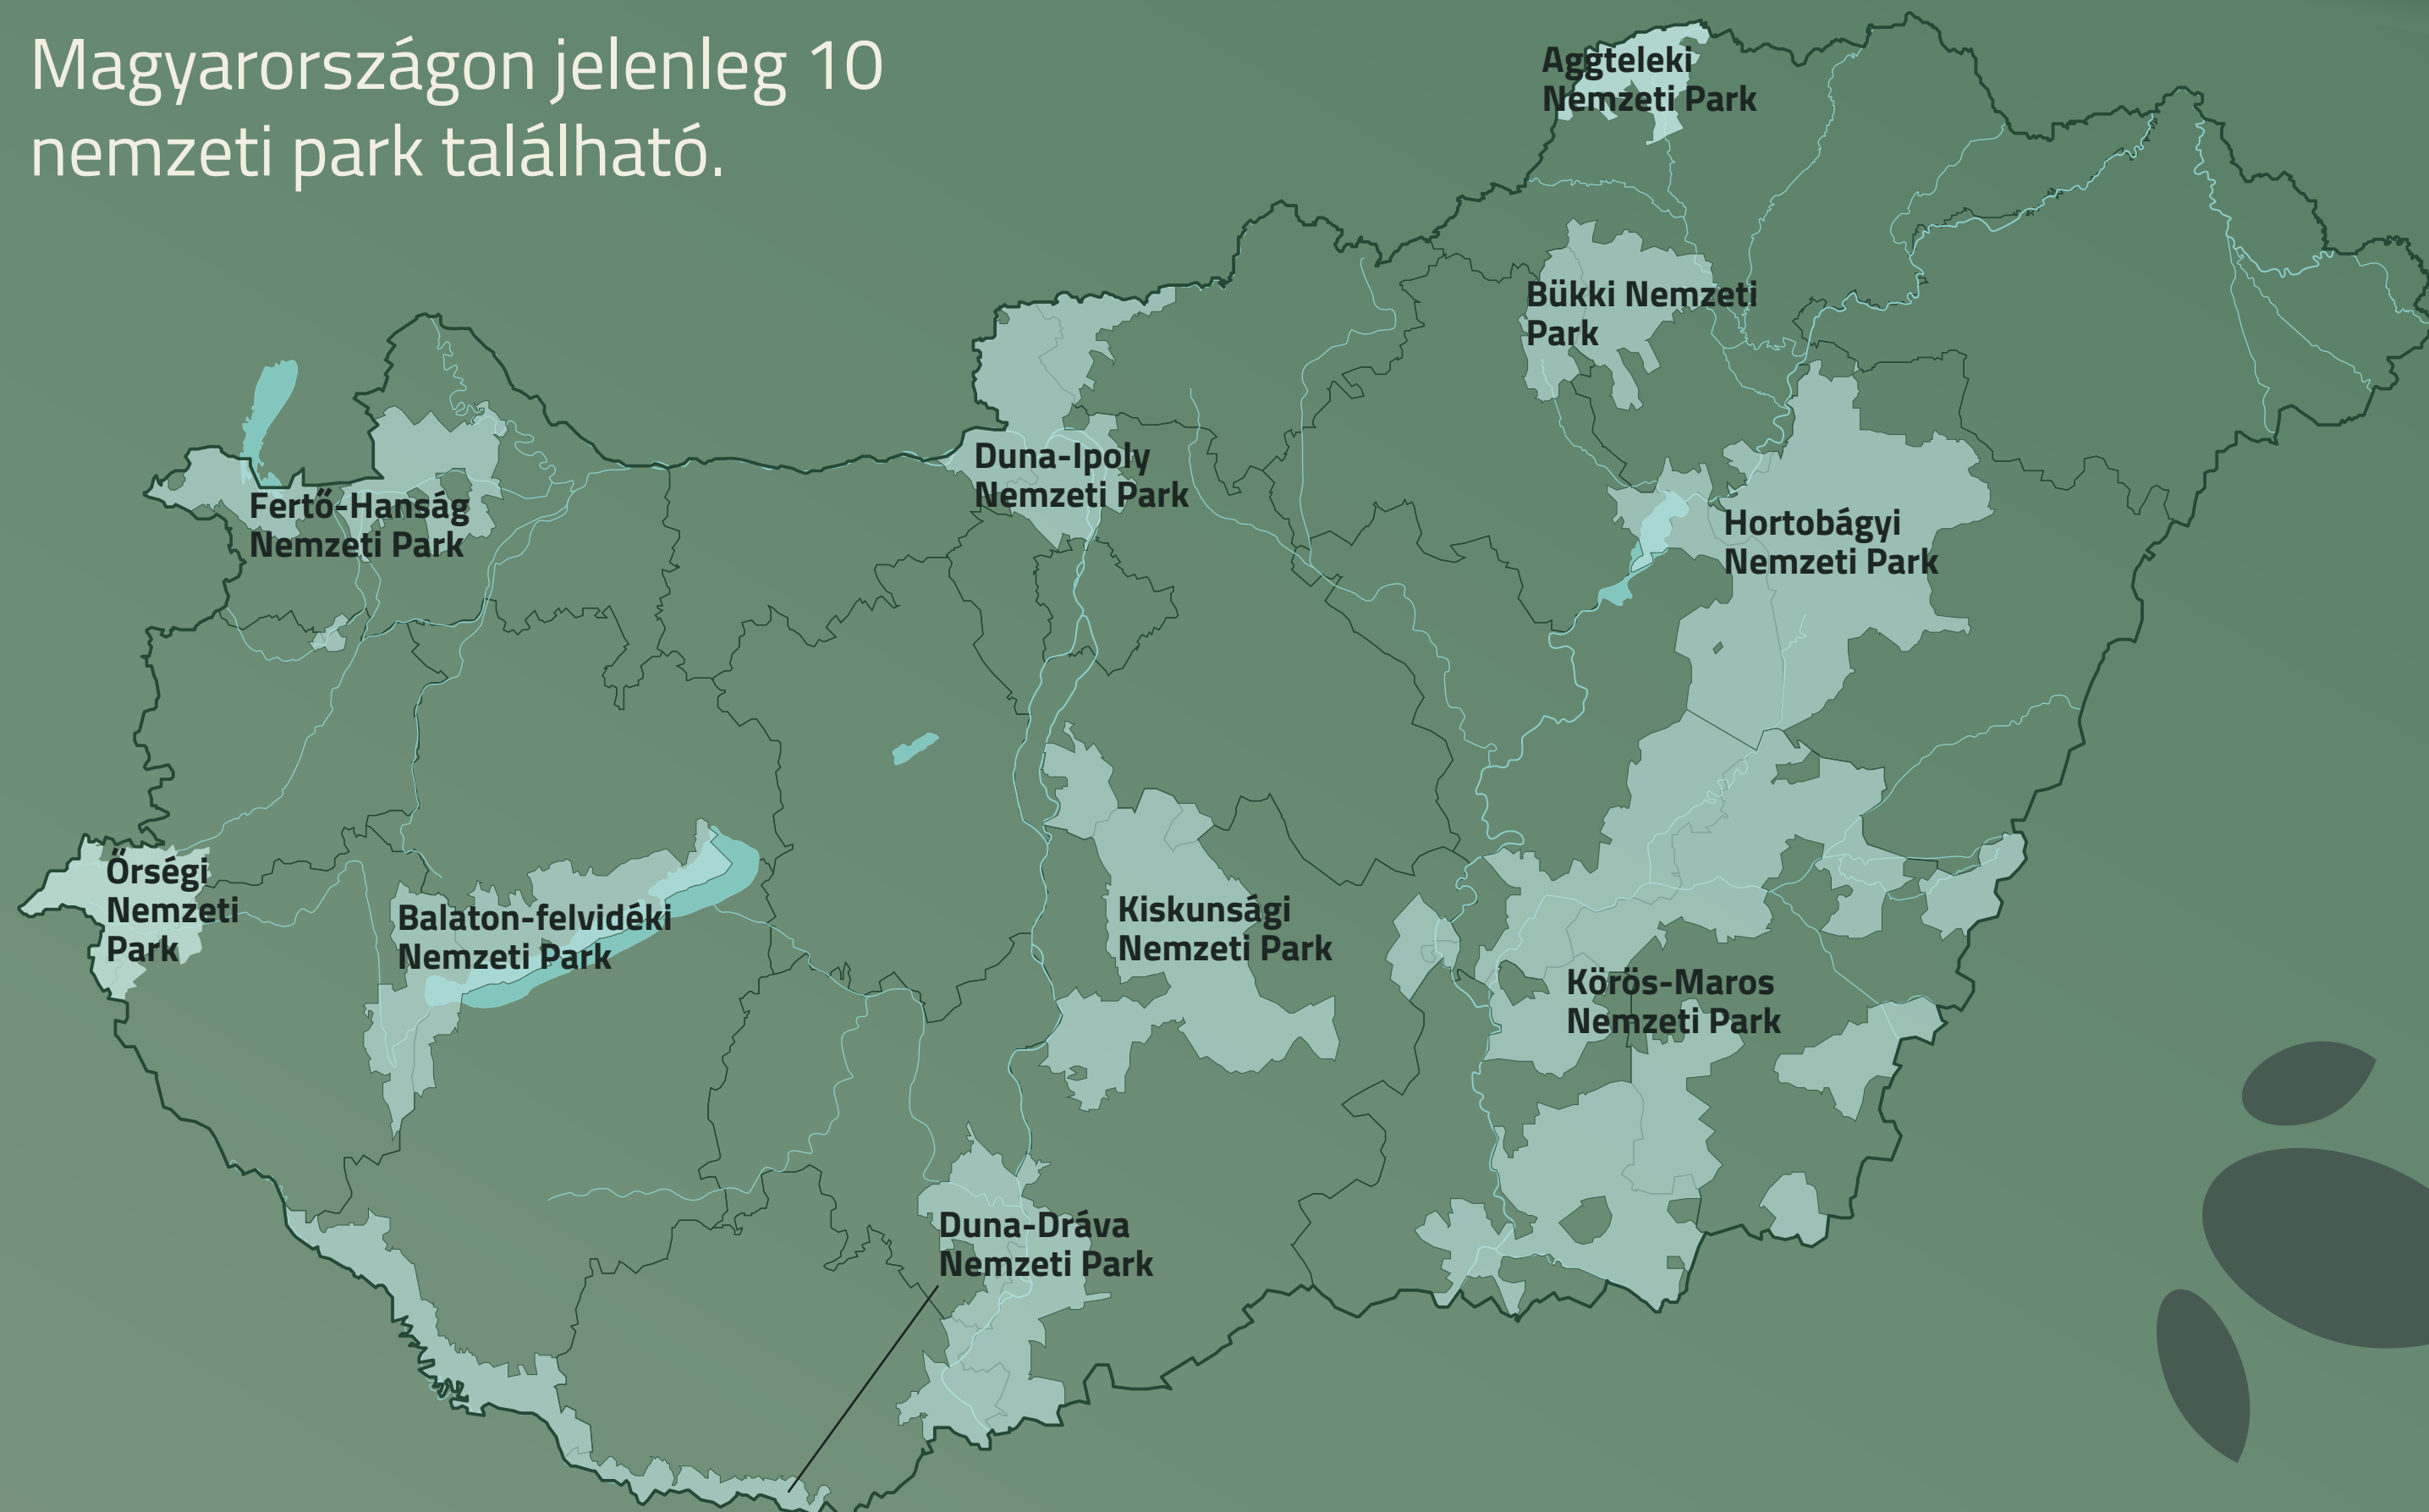 Magyarországon jelenleg 10
nemzeti park található.
Aggteleki
Nemzeti Park
Bükki Nemzeti
Park
Duna-Ipoly
Nemzeti Park
Fertő-Hanság
Nemzeti Park
Hortobágyi
Nemzeti Park
Őrségi
Nemzeti
Park
Balaton-felvidéki
Nemzeti Park
Kiskunsági
Nemzeti Park
Körös-Maros
Nemzeti Park
Duna-Dráva
Nemzeti Park